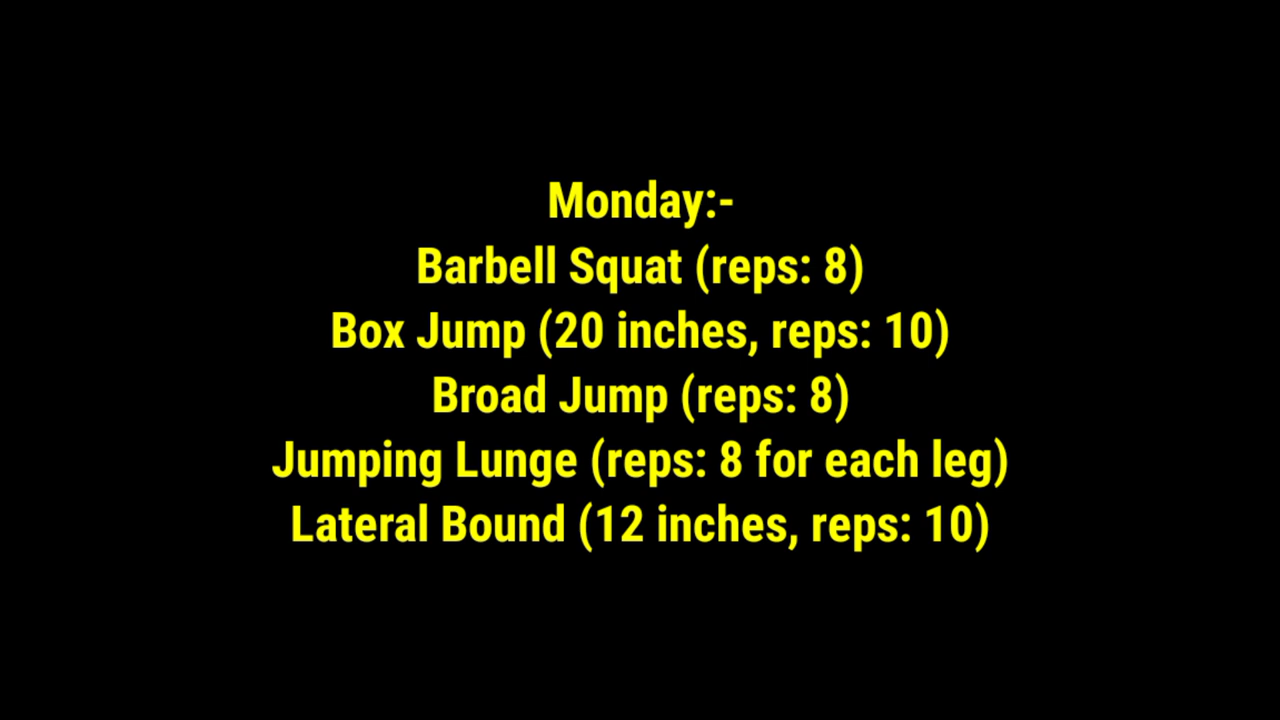 Monday:-
Barbell Squat (reps: 8)
Box Jump (20 inches, reps: 10)
Broad Jump (reps: 8)
Jumping Lunge (reps: 8 for each leg)
Lateral Bound (12 inches, reps: 10)